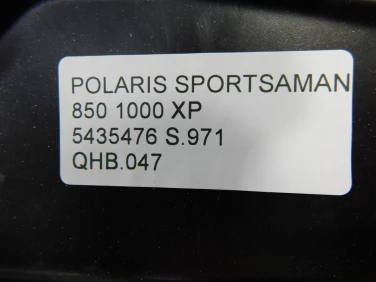 POLARIS SPORTSAMAN
850 1000 XP
5435476 S.971
QHB.047